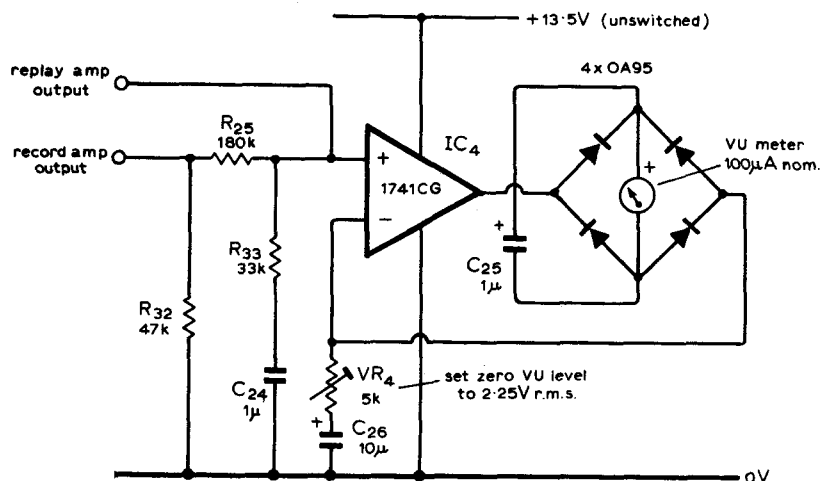 +13·5V (unswitched)
replay amp
output
4 x OA95
R25
180k
record amp
output
IC4
+
1741CG
−
+
VU meter
100µA nom.
R33
33k
+
C25
1µ
R32
47k
VR4
5k
set zero VU level
to 2·25V r.m.s.
C24
1µ
+
C26
10µ
0V